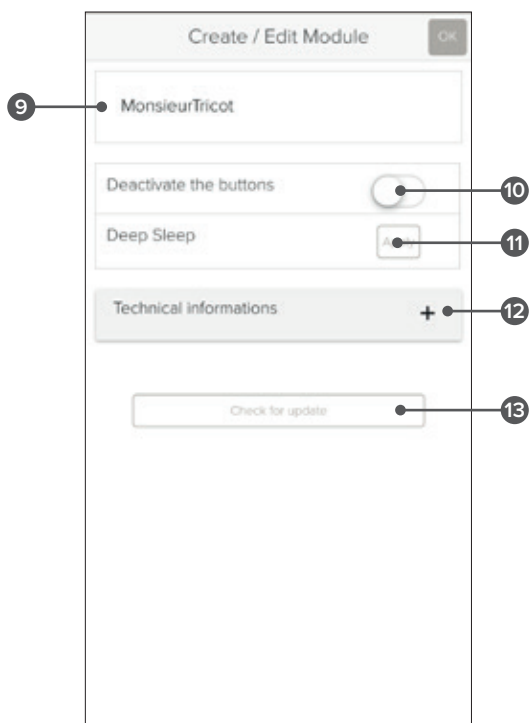 Create / Edit Module
OK
9
MonsieurTricot
Deactivate the buttons
10
Deep Sleep
11
Technical informations
+
12
Check for update
13